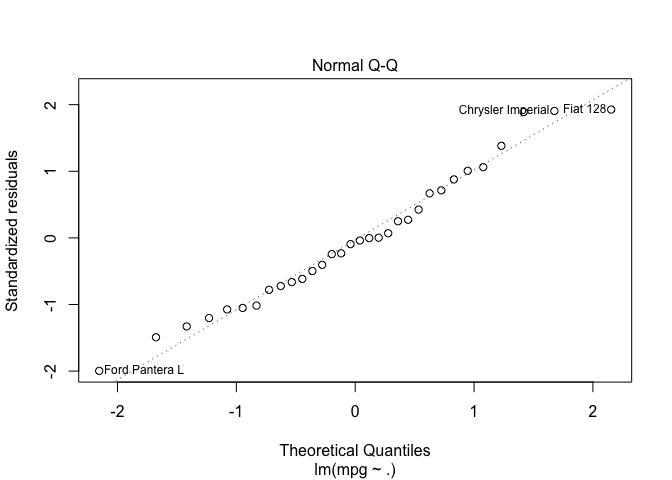 Normal Q-Q
Standardized residuals
2
1
0
-1
-2
Chrysler Imperial
Fiat 128
Ford Pantera L
-2 -1 0 1 2
Theoretical Quantiles
lm(mpg ~ .)